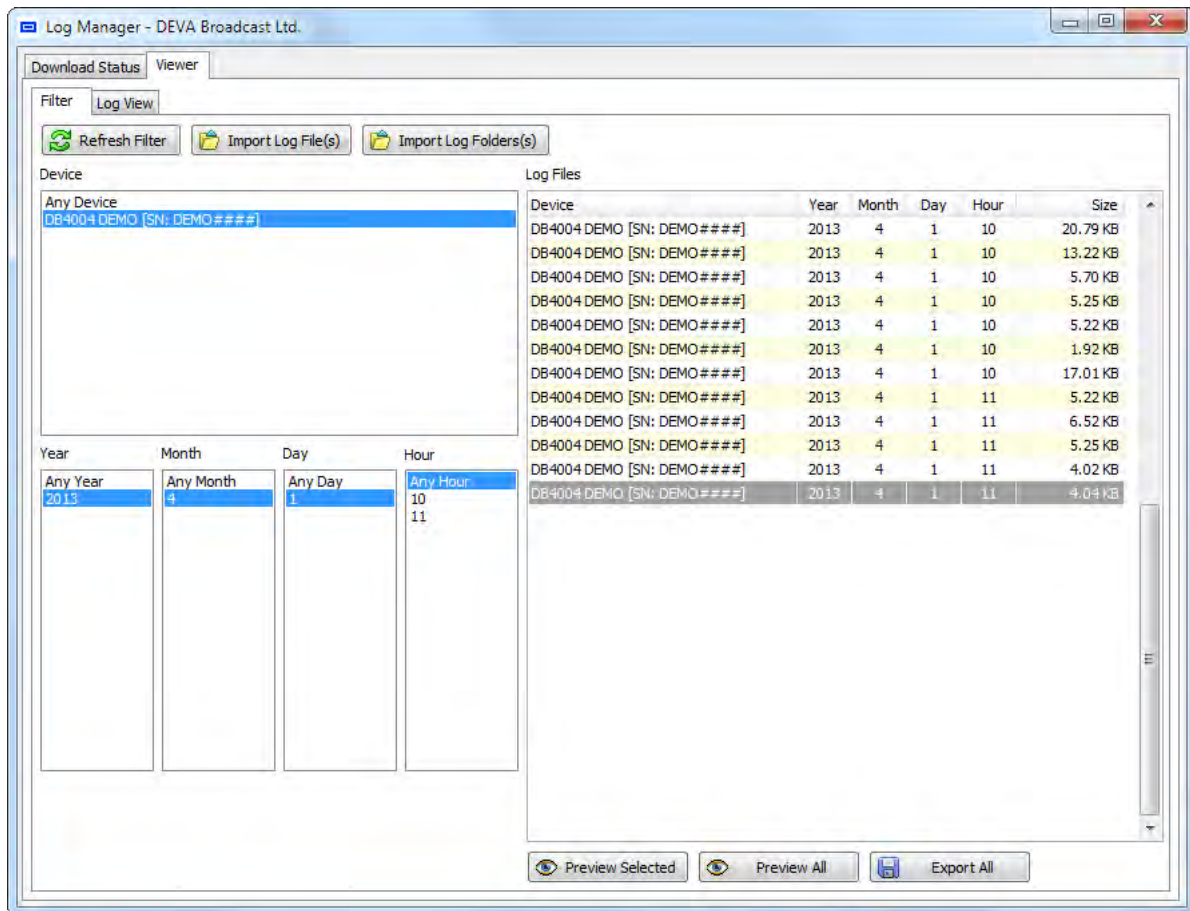 Log Manager - DEVA Broadcast Ltd.
Download Status Viewer
Filter Log View
Refresh Filter Import Log File(s) Import Log Folders(s)
Device
Any Device
DB4004 DEMO [SN: DEMO####]
Year Month Day Hour
Any Year Any Month Any Day Any Hour
2013 4 1 10
11
Log Files
Device Year Month Day Hour Size
DB4004 DEMO [SN: DEMO####] 2013 4 1 10 20.79 KB
DB4004 DEMO [SN: DEMO####] 2013 4 1 10 13.22 KB
DB4004 DEMO [SN: DEMO####] 2013 4 1 10 5.70 KB
DB4004 DEMO [SN: DEMO####] 2013 4 1 10 5.25 KB
DB4004 DEMO [SN: DEMO####] 2013 4 1 10 5.22 KB
DB4004 DEMO [SN: DEMO####] 2013 4 1 10 1.92 KB
DB4004 DEMO [SN: DEMO####] 2013 4 1 10 17.01 KB
DB4004 DEMO [SN: DEMO####] 2013 4 1 11 5.22 KB
DB4004 DEMO [SN: DEMO####] 2013 4 1 11 6.52 KB
DB4004 DEMO [SN: DEMO####] 2013 4 1 11 5.25 KB
DB4004 DEMO [SN: DEMO####] 2013 4 1 11 4.02 KB
DB4004 DEMO [SN: DEMO####] 2013 4 1 11 4.04 KB
Preview Selected Preview All Export All